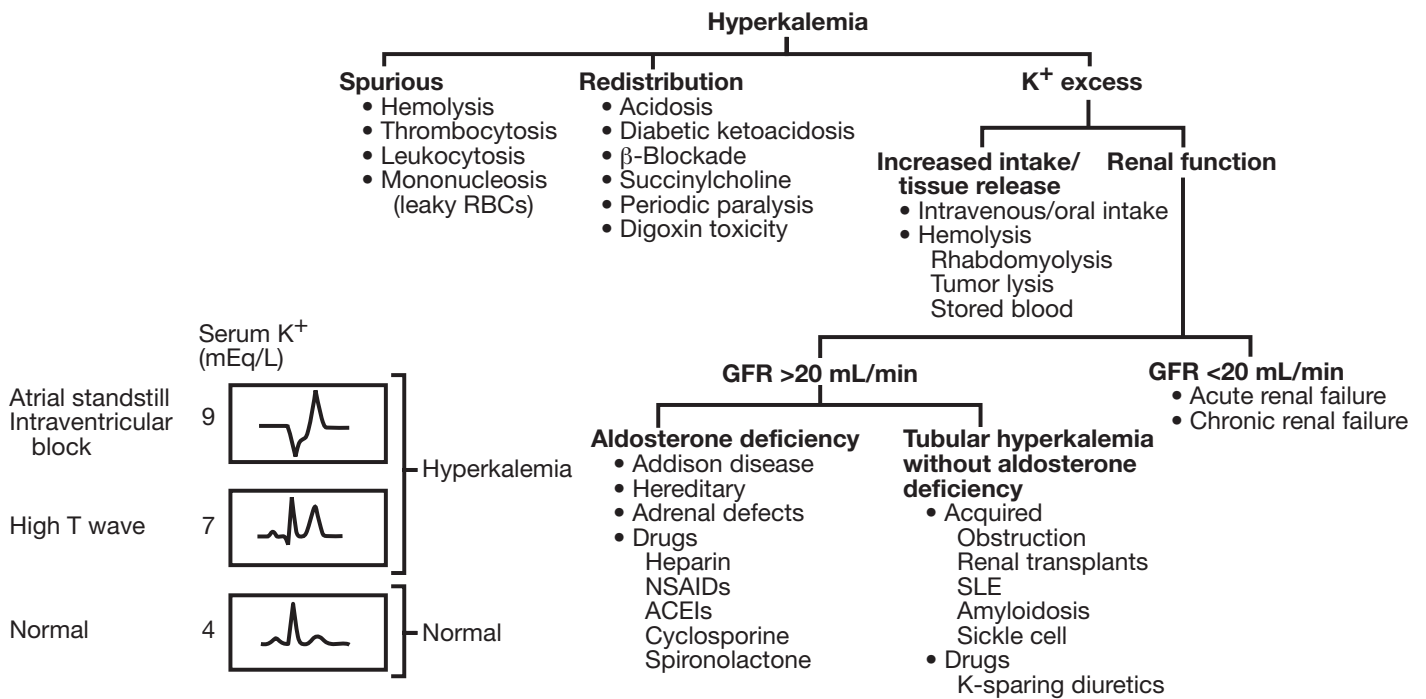 Hyperkalemia
Spurious
• Hemolysis
• Thrombocytosis
• Leukocytosis
• Mononucleosis
(leaky RBCs)
Redistribution
• Acidosis
• Diabetic ketoacidosis
• β-Blockade
• Succinylcholine
• Periodic paralysis
• Digoxin toxicity
K+ excess
Increased intake/
tissue release
• Intravenous/oral intake
• Hemolysis
Rhabdomyolysis
Tumor lysis
Stored blood
Renal function
GFR >20 mL/min
Aldosterone deficiency
• Addison disease
• Hereditary
• Adrenal defects
• Drugs
Heparin
NSAIDs
ACEIs
Cyclosporine
Spironolactone
Tubular hyperkalemia
without aldosterone
deficiency
• Acquired
Obstruction
Renal transplants
SLE
Amyloidosis
Sickle cell
• Drugs
K-sparing diuretics
GFR <20 mL/min
• Acute renal failure
• Chronic renal failure
Serum K+
(mEq/L)
Atrial standstill
Intraventricular
block
9
Hyperkalemia
High T wave
7
Normal
4
Normal